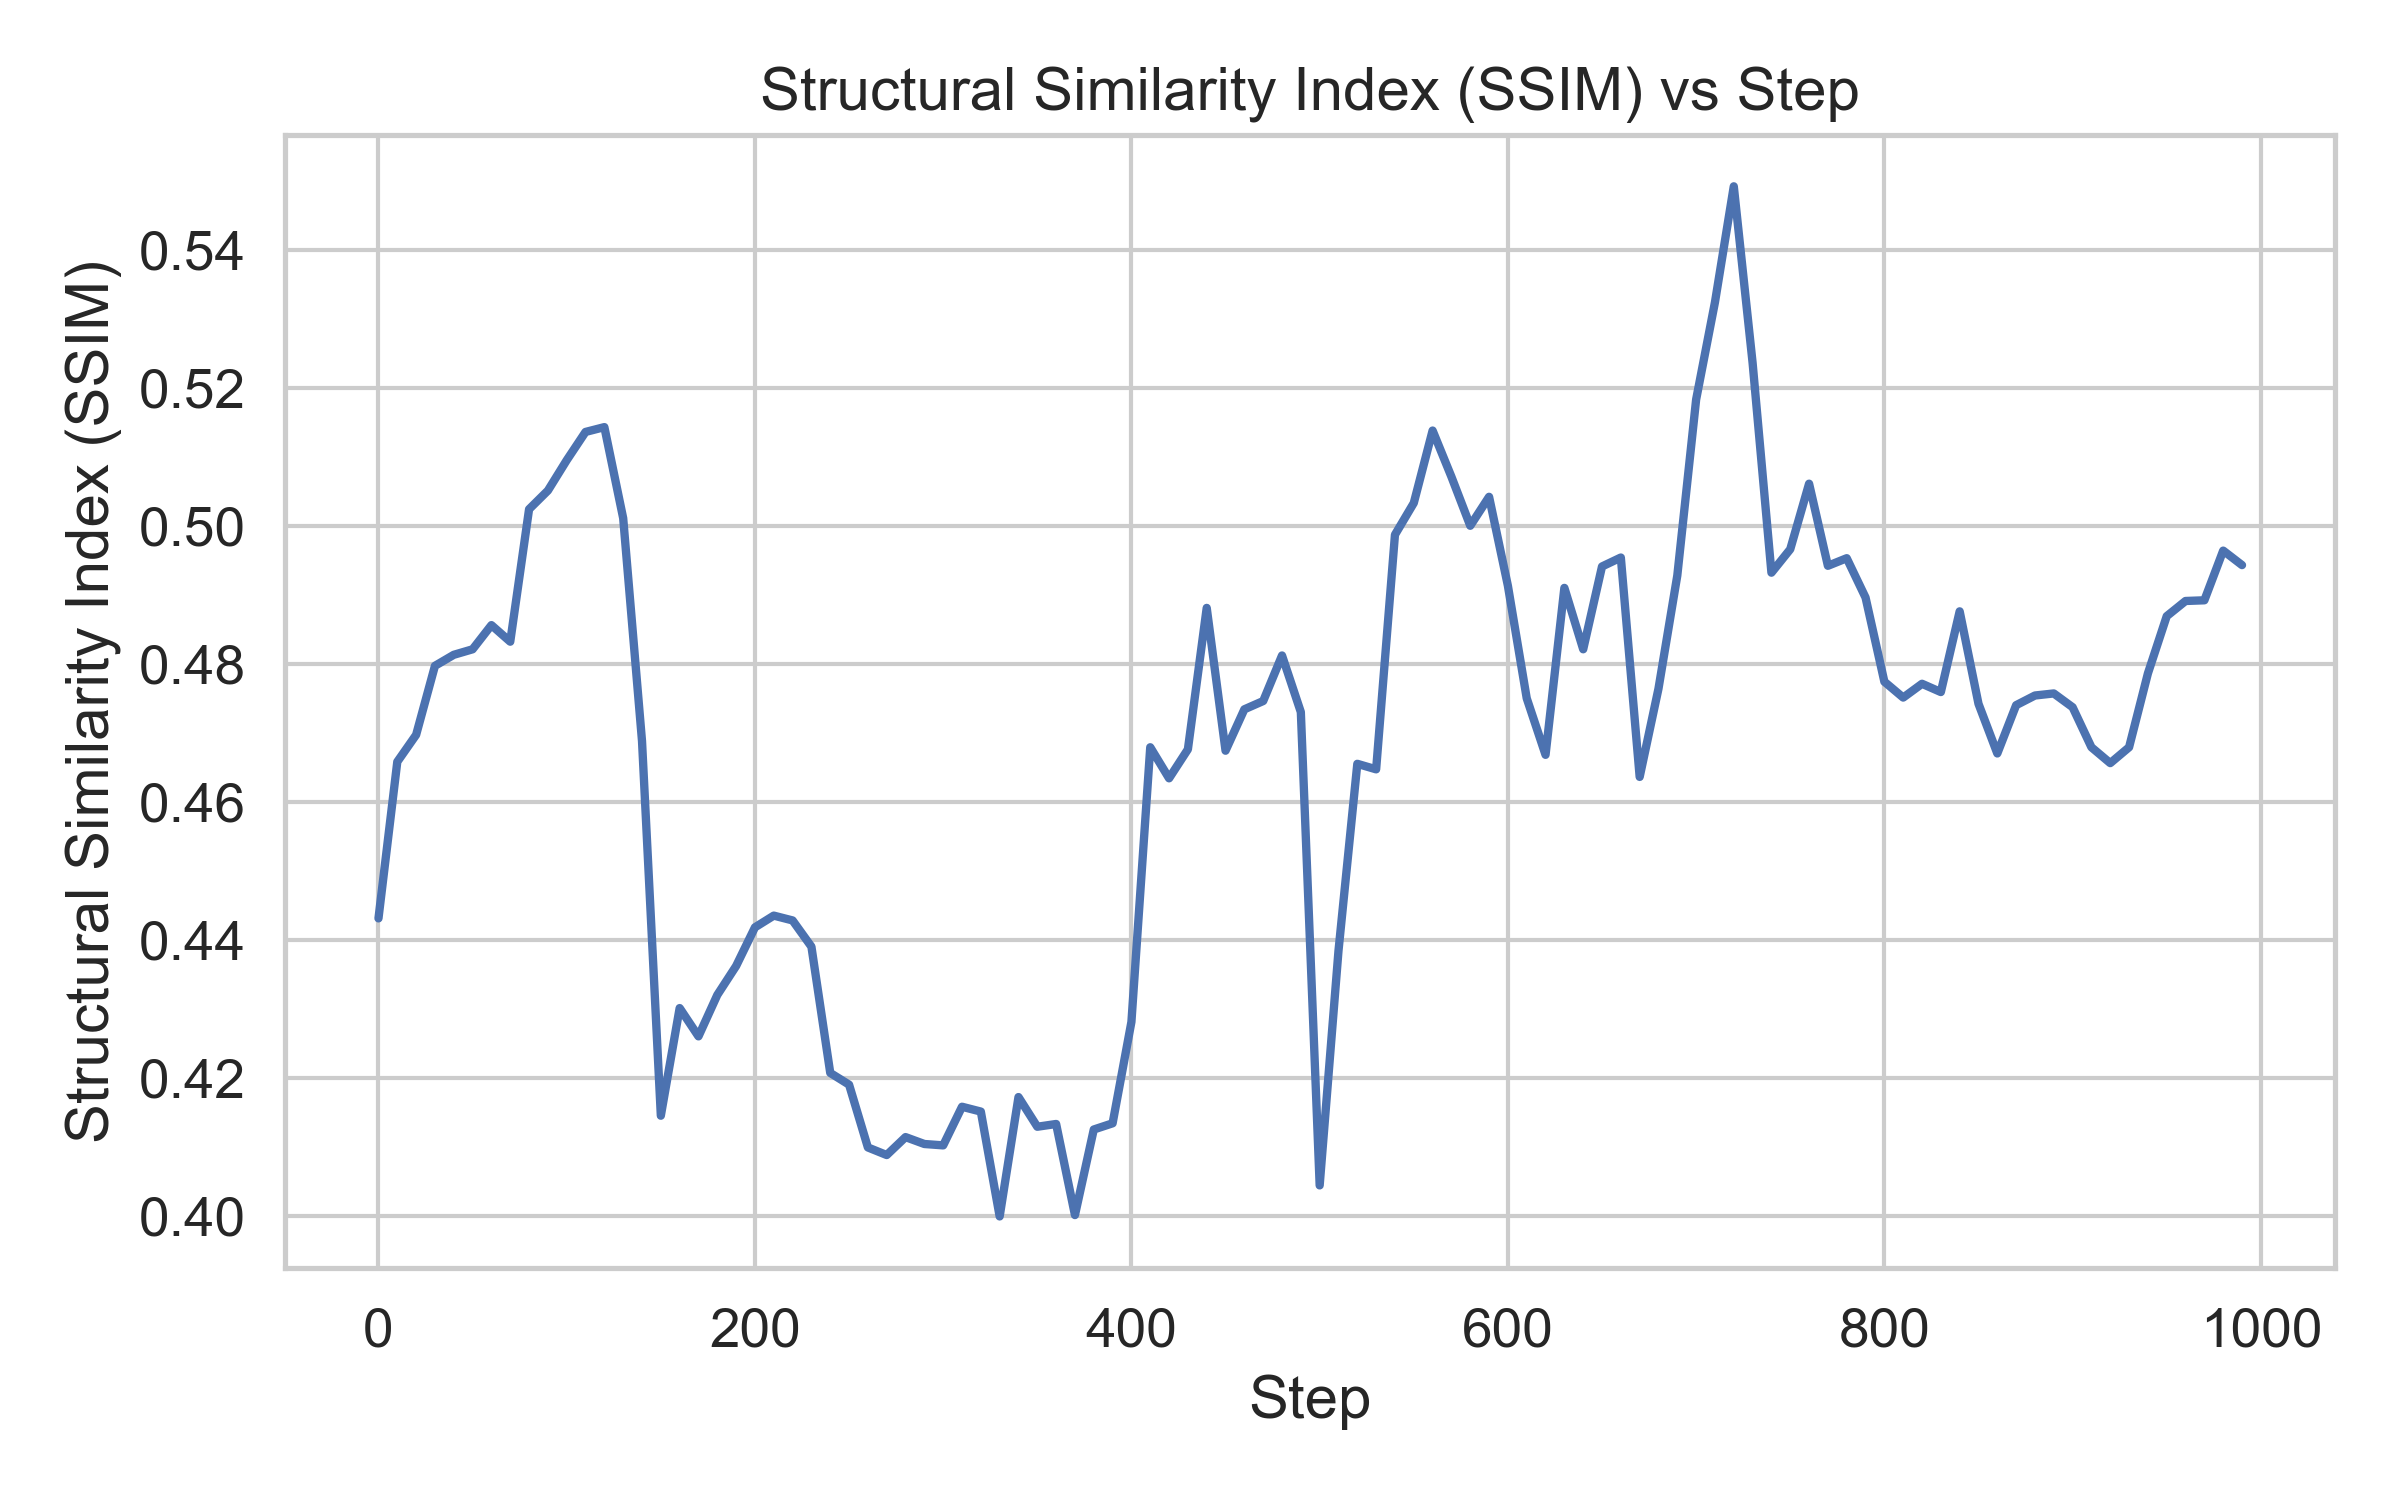 Structural Similarity Index (SSIM) vs Step
Structural Similarity Index (SSIM)
0.54
0.52
0.50
0.48
0.46
0.44
0.42
0.40
0 200 400 600 800 1000
Step